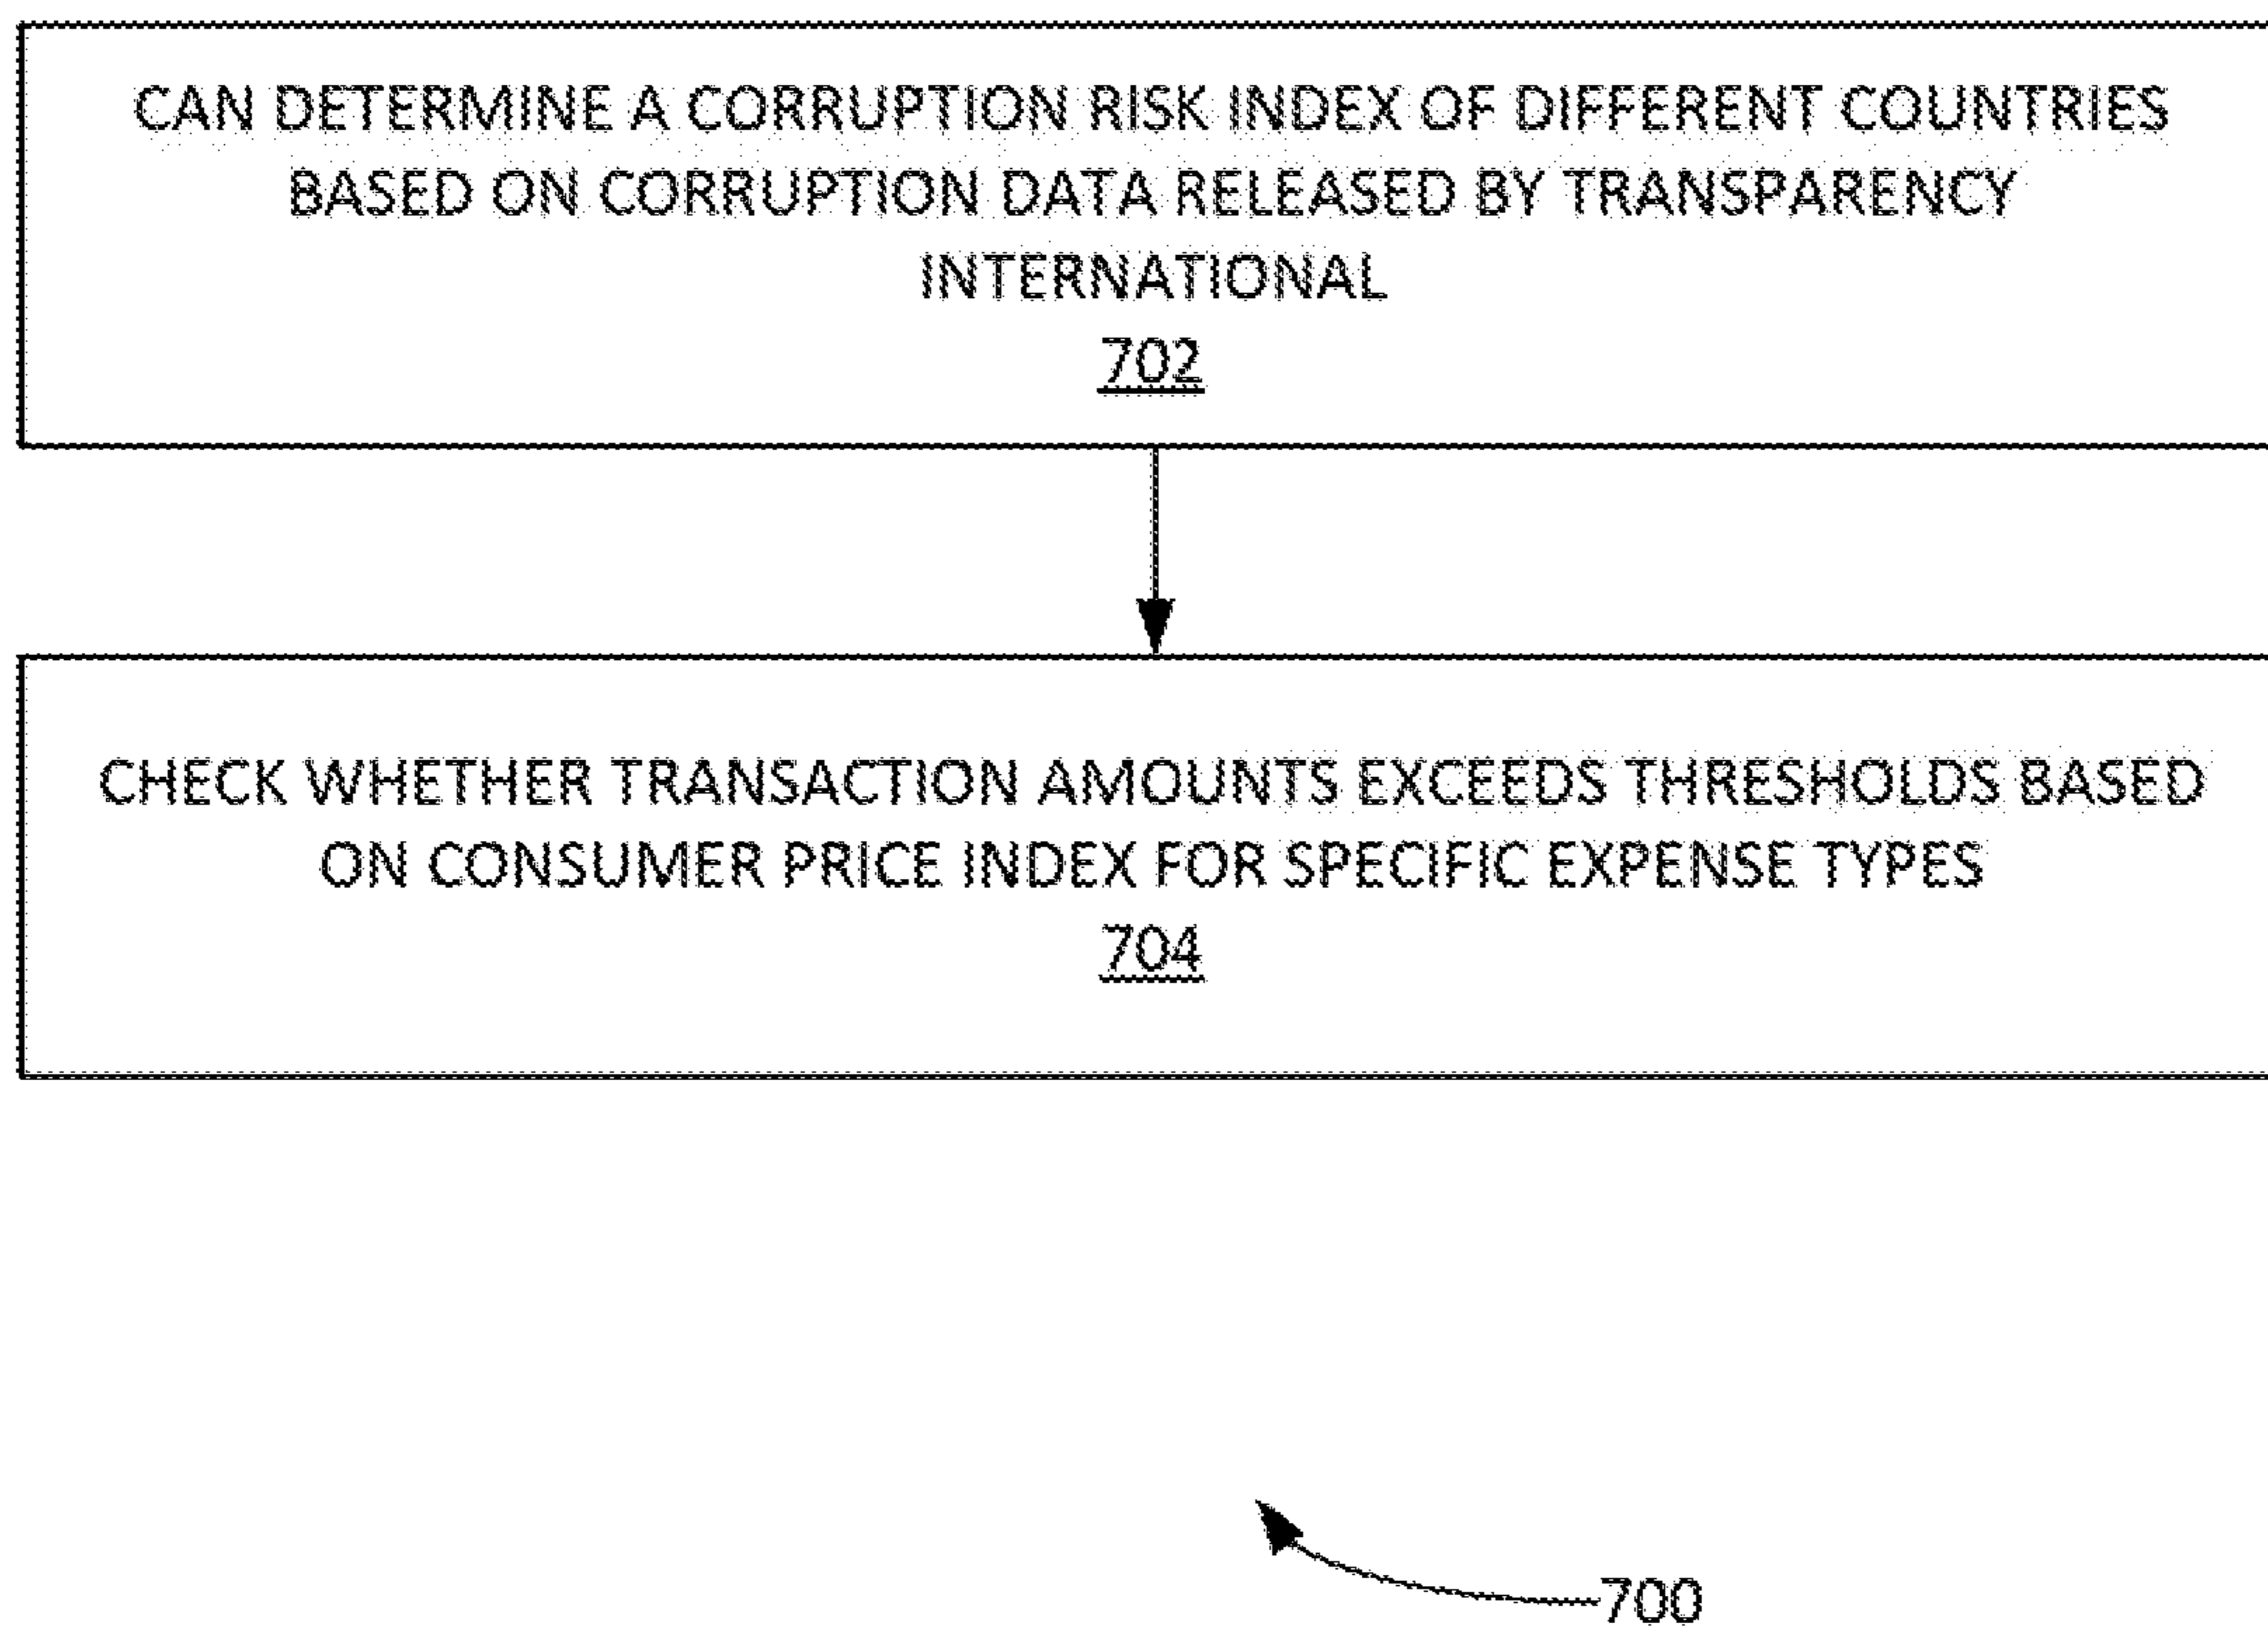 CAN DETERMINE A CORRUPTION RISK INDEX OF DIFFERENT COUNTRIES
BASED ON CORRUPTION DATA RELEASED BY TRANSPARENCY
INTERNATIONAL
702
CHECK WHETHER TRANSACTION AMOUNTS EXCEEDS THRESHOLDS BASED
ON CONSUMER PRICE INDEX FOR SPECIFIC EXPENSE TYPES
704
700